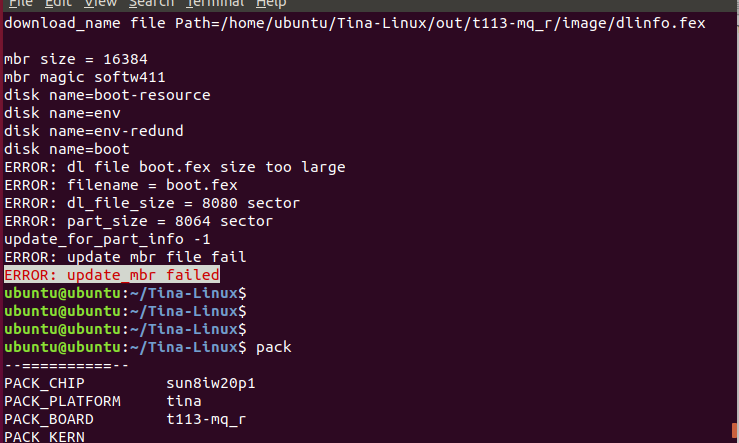 File Edit View Search Terminal Help
download_name file Path=/home/ubuntu/Tina-Linux/out/t113-mq_r/image/dlinfo.fex
mbr size = 16384
mbr magic softw411
disk name=boot-resource
disk name=env
disk name=env-redund
disk name=boot
ERROR: dl file boot.fex size too large
ERROR: filename = boot.fex
ERROR: dl_file_size = 8080 sector
ERROR: part_size = 8064 sector
update_for_part_info -1
ERROR: update mbr file fail
ERROR: update_mbr failed
ubuntu@ubuntu:~/Tina-Linux$
ubuntu@ubuntu:~/Tina-Linux$
ubuntu@ubuntu:~/Tina-Linux$
ubuntu@ubuntu:~/Tina-Linux$ pack
--==========--
PACK_CHIP sun8iw20p1
PACK_PLATFORM tina
PACK_BOARD t113-mq_r
PACK_KERN